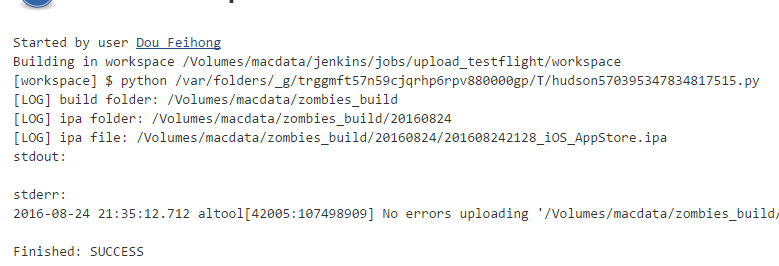 Started by user Dou Feihong
Building in workspace /Volumes/macdata/jenkins/jobs/upload_testflight/workspace
[workspace] $ python /var/folders/_g/trggmft57n59cjqrhp6rpv880000gp/T/hudson570395347834817515.py
[LOG] build folder: /Volumes/macdata/zombies_build
[LOG] ipa folder: /Volumes/macdata/zombies_build/20160824
[LOG] ipa file: /Volumes/macdata/zombies_build/20160824/201608242128_iOS_AppStore.ipa
stdout:
stderr:
2016-08-24 21:35:12.712 altool[42005:107498909] No errors uploading '/Volumes/macdata/zombies_build/
Finished: SUCCESS